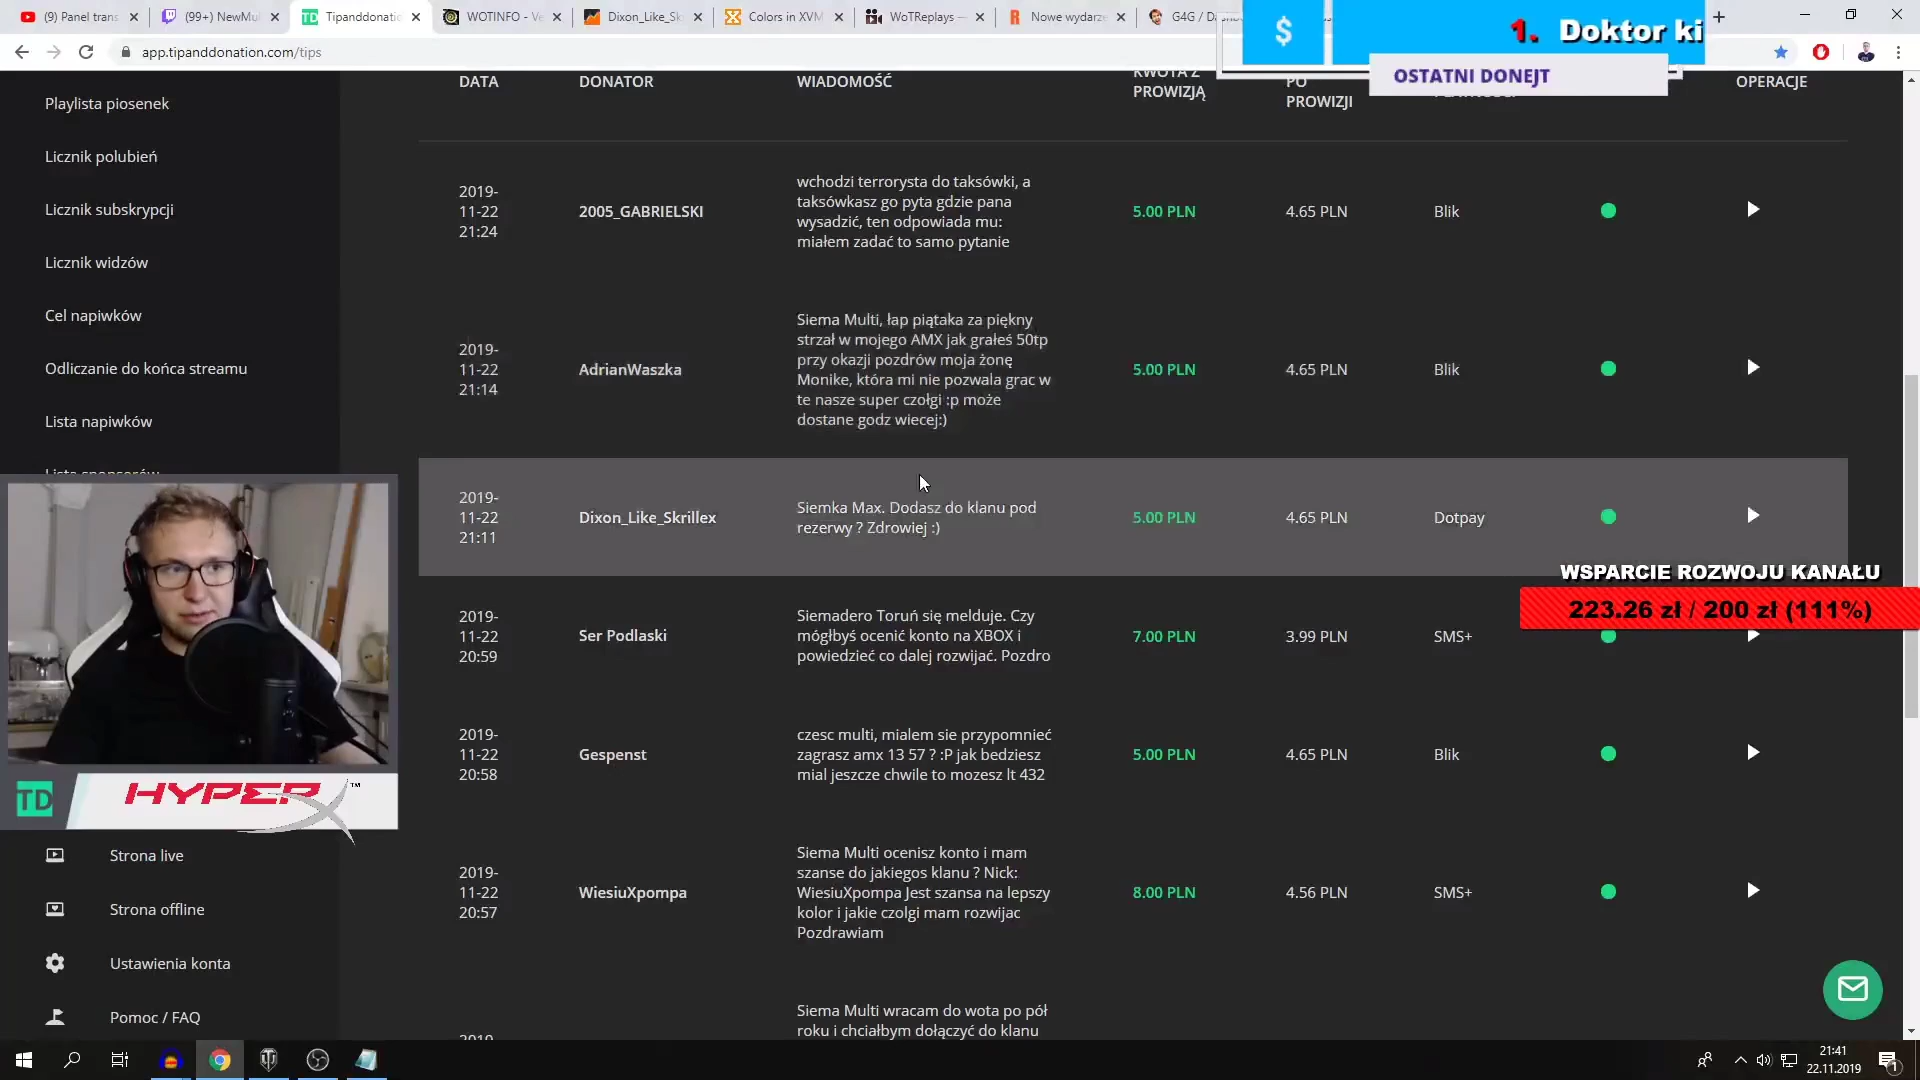 (9) Panel trans
(99+) NewMul
Tipanddonatio
WOTINFO - Ve
Dixon_Like_Sk
Colors in XVM
WoTReplays —
Nowe wydarze
G4G / Da
app.tipanddonation.com/tips
$
1. Doktor ki
OSTATNI DONEJT
DATA
DONATOR
WIADOMOŚĆ
KWOTA Z
PROWIZJĄ
PO
PROWIZJI
OPERACJE
Playlista piosenek
Licznik polubień
Licznik subskrypcji
Licznik widzów
Cel napiwków
Odliczanie do końca streamu
Lista napiwków
Lista sponsorów
2019-
11-22
21:24
2005_GABRIELSKI
wchodzi terrorysta do taksówki, a
taksówkasz go pyta gdzie pana
wysadzić, ten odpowiada mu:
miałem zadać to samo pytanie
5.00 PLN
4.65 PLN
Blik
2019-
11-22
21:14
AdrianWaszka
Siema Multi, łap piątaka za piękny
strzał w mojego AMX jak grałeś 50tp
przy okazji pozdrów moja żonę
Monike, która mi nie pozwala grac w
te nasze super czołgi :p może
dostane godz wiecej:)
5.00 PLN
4.65 PLN
Blik
2019-
11-22
21:11
Dixon_Like_Skrillex
Siemka Max. Dodasz do klanu pod
rezerwy ? Zdrowiej :)
5.00 PLN
4.65 PLN
Dotpay
WSPARCIE ROZWOJU KANAŁU
223.26 zł / 200 zł (111%)
2019-
11-22
20:59
Ser Podlaski
Siemadero Toruń się melduje. Czy
mógłbyś ocenić konto na XBOX i
powiedzieć co dalej rozwijać. Pozdro
7.00 PLN
3.99 PLN
SMS+
2019-
11-22
20:58
Gespenst
czesc multi, mialem sie przypomnieć
zagrasz amx 13 57 ? :P jak bedziesz
mial jeszcze chwile to mozesz lt 432
5.00 PLN
4.65 PLN
Blik
2019-
11-22
20:57
WiesiuXpompa
Siema Multi ocenisz konto i mam
szanse do jakiegos klanu ? Nick:
WiesiuXpompa Jest szansa na lepszy
kolor i jakie czolgi mam rozwijac
Pozdrawiam
8.00 PLN
4.56 PLN
SMS+
2019-
Siema Multi wracam do wota po pół
roku i chciałbym dołączyć do klanu
TD
HYPERX™
Strona live
Strona offline
Ustawienia konta
Pomoc / FAQ
21:41
22.11.2019
1